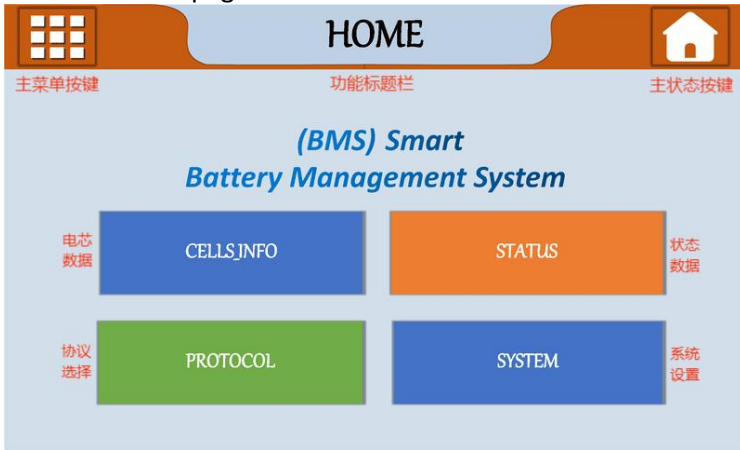 HOME
主菜单按键
功能标题栏
主状态按键
(BMS) Smart
Battery Management System
电芯
数据
CELLS_INFO
STATUS
状态
数据
协议
选择
PROTOCOL
SYSTEM
系统
设置